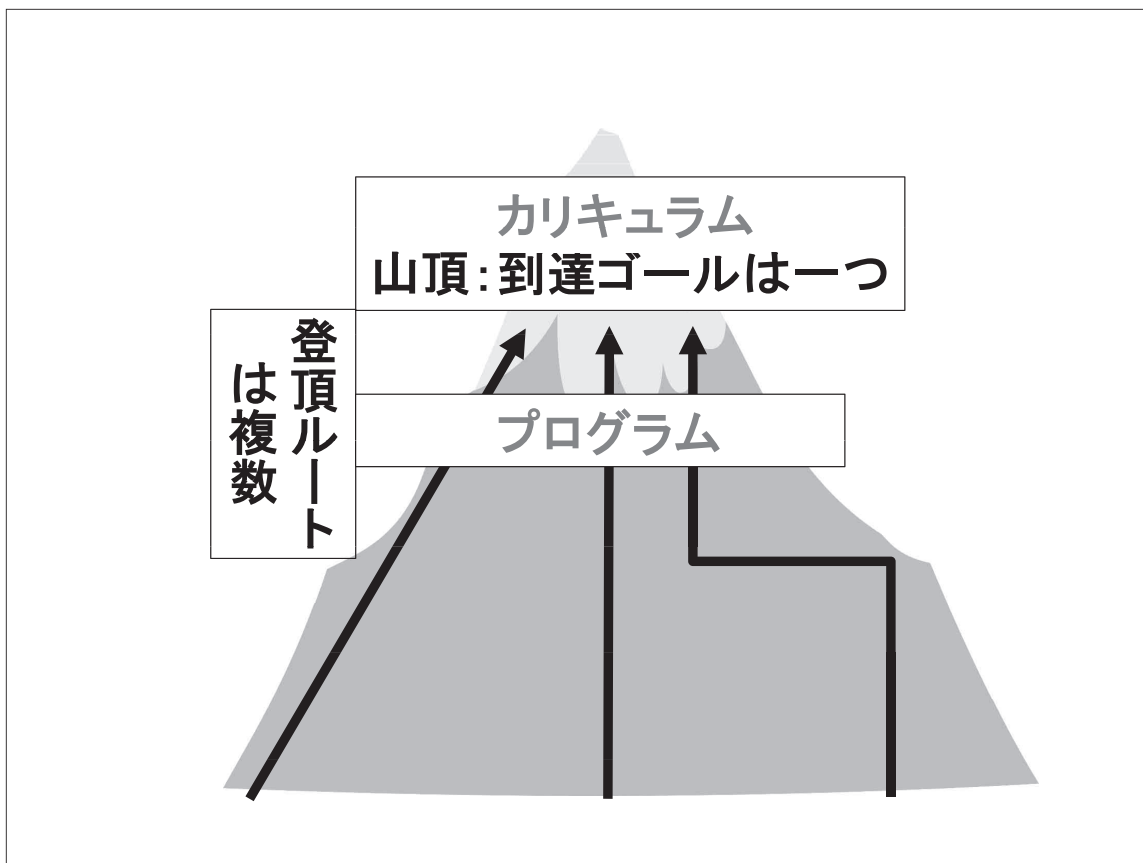 カリキュラム
山頂:到達ゴールは一つ
登頂ルート
は複数
プログラム